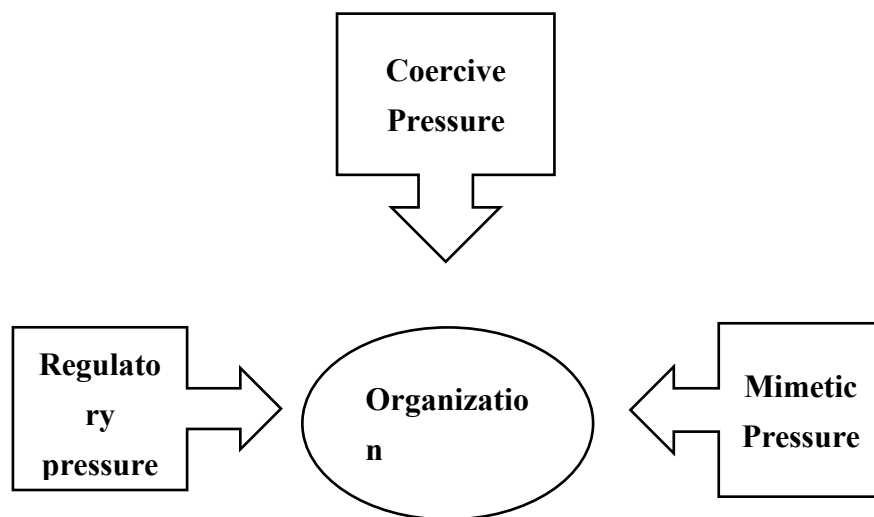 Coercive
Pressure
Regulato
ry
pressure
Organizatio
n
Mimetic
Pressure